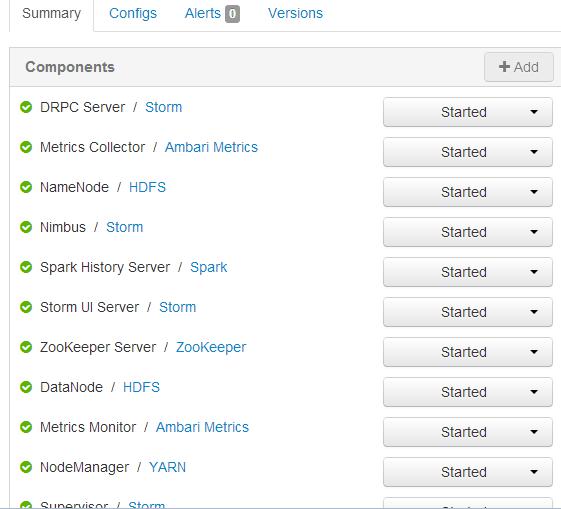 Summary Configs Alerts 0 Versions
Components + Add
DRPC Server / Storm Started
Metrics Collector / Ambari Metrics Started
NameNode / HDFS Started
Nimbus / Storm Started
Spark History Server / Spark Started
Storm UI Server / Storm Started
ZooKeeper Server / ZooKeeper Started
DataNode / HDFS Started
Metrics Monitor / Ambari Metrics Started
NodeManager / YARN Started
Supervisor / Storm Started